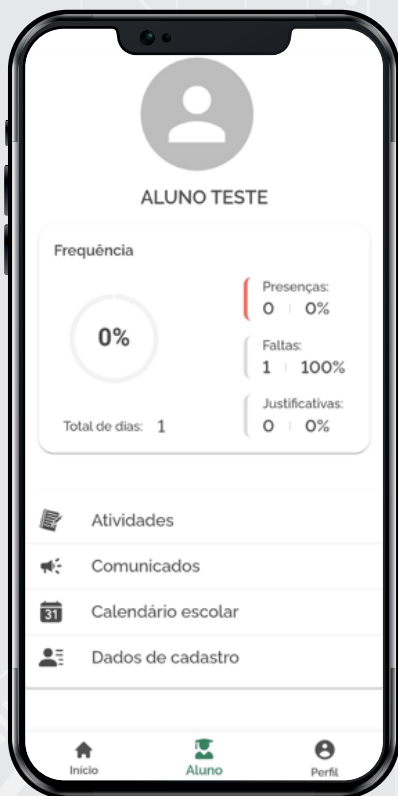 ALUNO TESTE
Frequência
0%
Total de dias: 1
Presenças:
0 0%
Faltas:
1 100%
Justificativas:
0 0%
Atividades
Comunicados
31 Calendário escolar
Dados de cadastro
Início Aluno Perfil